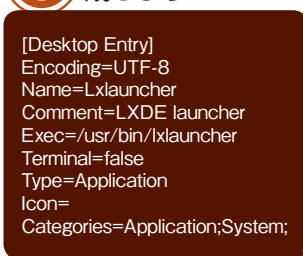 [Desktop Entry]
Encoding=UTF-8
Name=Lxlauncher
Comment=LXDE launcher
Exec=/usr/bin/lxlauncher
Terminal=false
Type=Application
Icon=
Categories=Application;System;